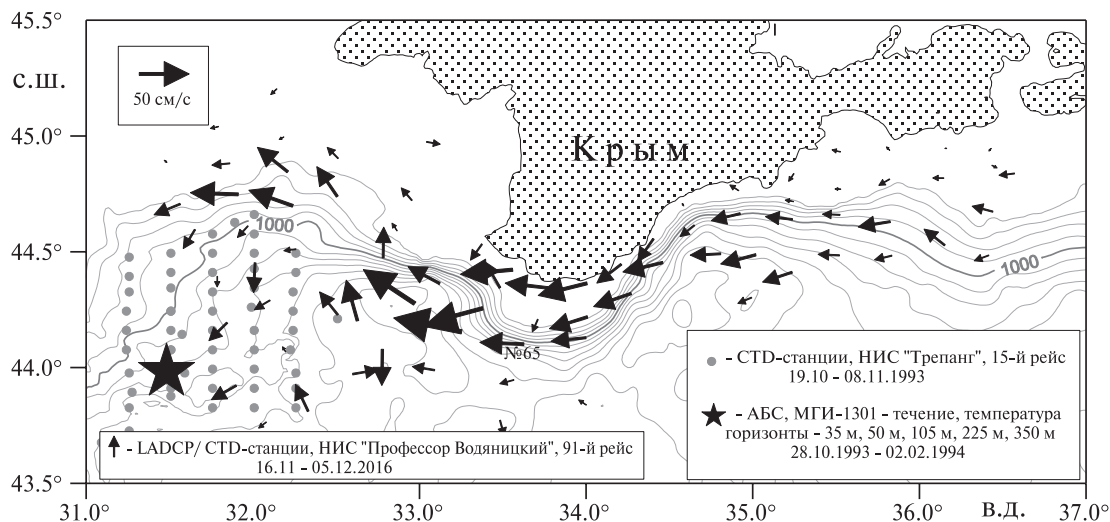 45.5°
с.ш.
50 см/с
45.0°
Крым
44.5°
1000
1000
№65
44.0°
- CTD-станции, НИС "Трепанг", 15-й рейс
19.10 - 08.11.1993
- АБС, МГИ-1301 - течение, температура
горизонты - 35 м, 50 м, 105 м, 225 м, 350 м
28.10.1993 - 02.02.1994
- LADCP/ CTD-станции, НИС "Профессор Водяницкий", 91-й рейс
16.11 - 05.12.2016
43.5°
31.0° 32.0° 33.0° 34.0° 35.0° 36.0° в.д. 37.0°